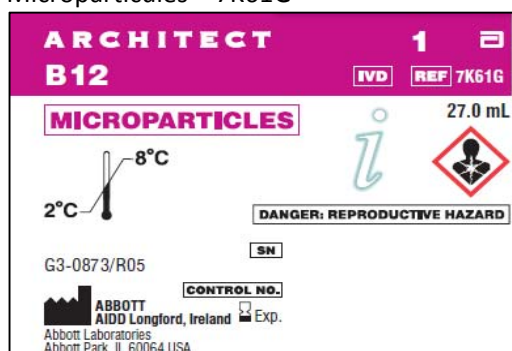 Microparticules – 7K61G
ARCHITECT 1
B12 IVD REF 7K61G
MICROPARTICLES 27.0 mL
8°C
2°C
DANGER: REPRODUCTIVE HAZARD
SN
G3-0873/R05
CONTROL NO.
ABBOTT
AIDD Longford, Ireland Exp.
Abbott Laboratories
Abbott Park, IL 60064 USA